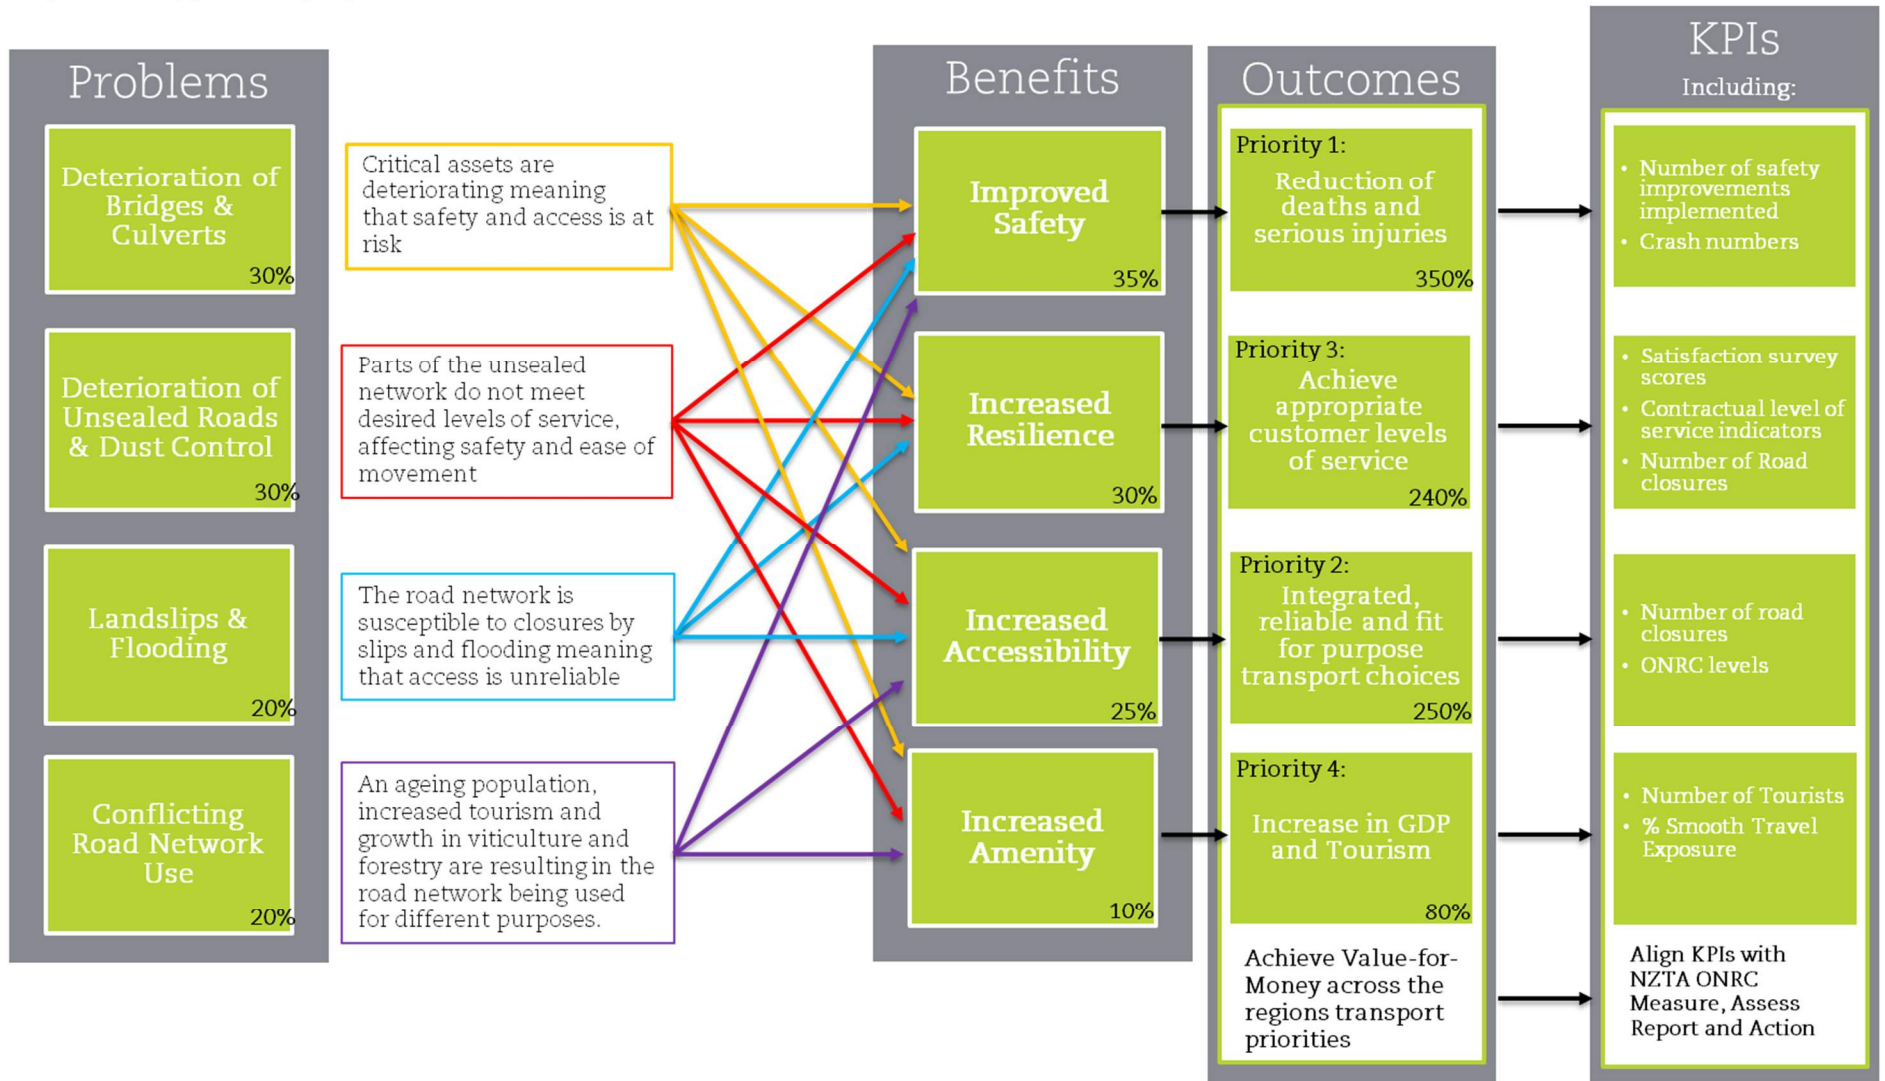 Problems
Deterioration of
Bridges &
Culverts
30%
Deterioration of
Unsealed Roads
& Dust Control
30%
Landslips &
Flooding
20%
Conflicting
Road Network
Use
20%
Critical assets are
deteriorating meaning
that safety and access is at
risk
Parts of the unsealed
network do not meet
desired levels of service,
affecting safety and ease of
movement
The road network is
susceptible to closures by
slips and flooding meaning
that access is unreliable
An ageing population,
increased tourism and
growth in viticulture and
forestry are resulting in the
road network being used
for different purposes.
Benefits
Improved
Safety
35%
Increased
Resilience
30%
Increased
Accessibility
25%
Increased
Amenity
10%
Outcomes
Priority 1:
Reduction of
deaths and
serious injuries
350%
Priority 3:
Achieve
appropriate
customer levels
of service
240%
Priority 2:
Integrated,
reliable and fit
for purpose
transport choices
250%
Priority 4:
Increase in GDP
and Tourism
80%
Achieve Value-for-
Money across the
regions transport
priorities
KPIs
Including:
• Number of safety
improvements
implemented
• Crash numbers
• Satisfaction survey
scores
• Contractual level of
service indicators
• Number of Road
closures
• Number of road
closures
• ONRC levels
• Number of Tourists
• % Smooth Travel
Exposure
Align KPIs with
NZTA ONRC
Measure, Assess
Report and Action